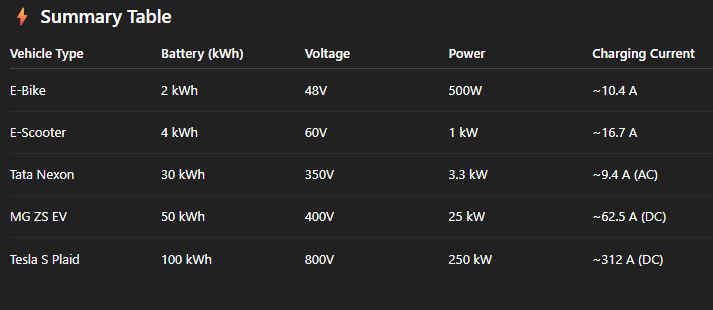 ⚡ Summary Table
Vehicle Type Battery (kWh) Voltage Power Charging Current
E-Bike 2 kWh 48V 500W ~10.4 A
E-Scooter 4 kWh 60V 1 kW ~16.7 A
Tata Nexon 30 kWh 350V 3.3 kW ~9.4 A (AC)
MG ZS EV 50 kWh 400V 25 kW ~62.5 A (DC)
Tesla S Plaid 100 kWh 800V 250 kW ~312 A (DC)